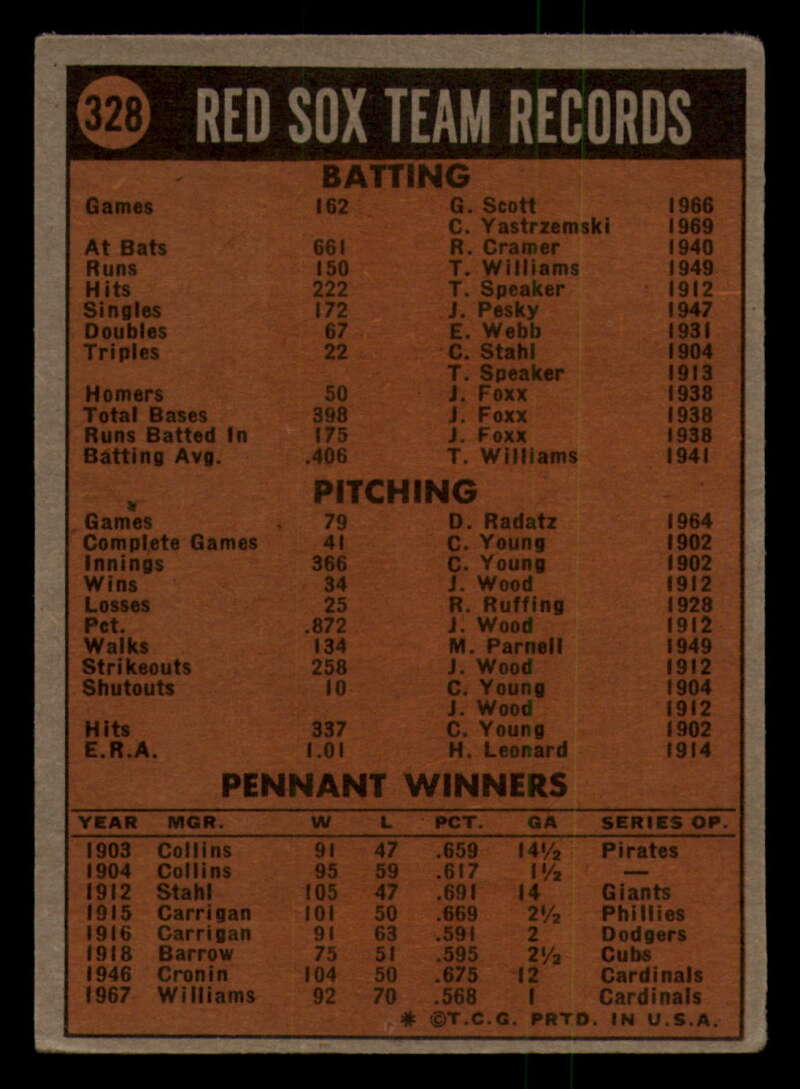 328 RED SOX TEAM RECORDS
BATTING
Games 162 G. Scott 1966
C. Yastrzemski 1969
At Bats 661 R. Cramer 1940
Runs 150 T. Williams 1949
Hits 222 T. Speaker 1912
Singles 172 J. Pesky 1947
Doubles 67 E. Webb 1931
Triples 22 C. Stahl 1904
T. Speaker 1913
Homers 50 J. Foxx 1938
Total Bases 398 J. Foxx 1938
Runs Batted In 175 J. Foxx 1938
Batting Avg. .406 T. Williams 1941
PITCHING
Games 79 D. Radatz 1964
Complete Games 41 C. Young 1902
Innings 366 C. Young 1902
Wins 34 J. Wood 1912
Losses 25 R. Ruffing 1928
Pct. .872 J. Wood 1912
Walks 134 M. Parnell 1949
Strikeouts 258 J. Wood 1912
Shutouts 10 C. Young 1904
J. Wood 1912
Hits 337 C. Young 1902
E.R.A. 1.01 H. Leonard 1914
PENNANT WINNERS
YEAR MGR. W L PCT. GA SERIES OP.
1903 Collins 91 47 .659 14½ Pirates
1904 Collins 95 59 .617 1½ —
1912 Stahl 105 47 .691 14 Giants
1915 Carrigan 101 50 .669 2½ Phillies
1916 Carrigan 91 63 .591 2 Dodgers
1918 Barrow 75 51 .595 2½ Cubs
1946 Cronin 104 50 .675 12 Cardinals
1967 Williams 92 70 .568 1 Cardinals
* ©T.C.G. PRTD. IN U.S.A.